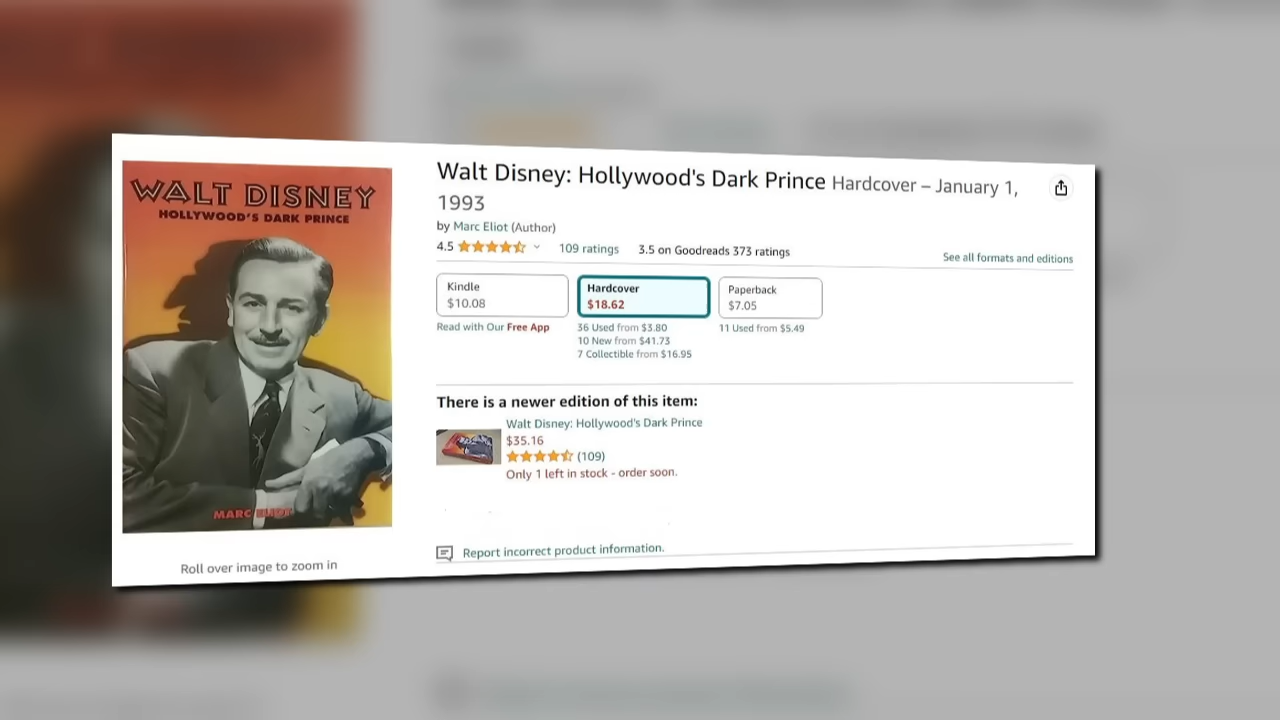 WALT DISNEY
HOLLYWOOD'S DARK PRINCE
MARC ELIOT
Roll over image to zoom in
Walt Disney: Hollywood's Dark Prince Hardcover – January 1,
1993
by Marc Eliot (Author)
4.5 109 ratings 3.5 on Goodreads 373 ratings
See all formats and editions
Kindle
$10.08
Read with Our Free App
Hardcover
$18.62
36 Used from $3.80
10 New from $41.73
7 Collectible from $16.95
Paperback
$7.05
11 Used from $5.49
There is a newer edition of this item:
Walt Disney: Hollywood's Dark Prince
$35.16
(109)
Only 1 left in stock - order soon.
Report incorrect product information.